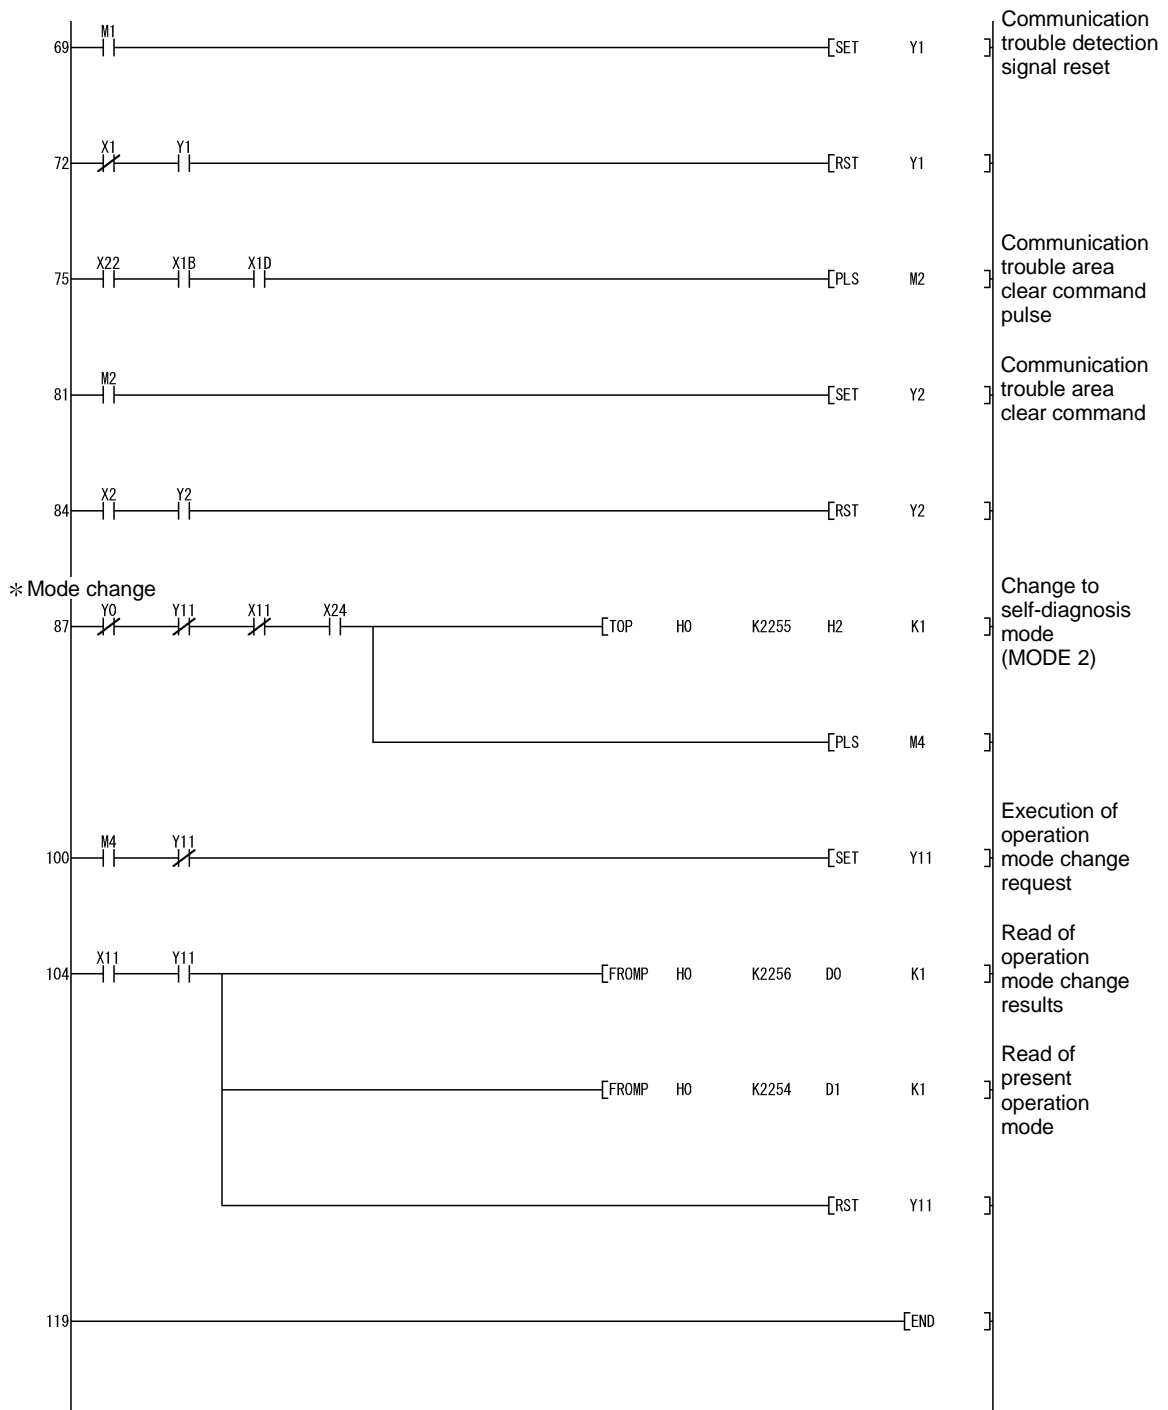 M1
69 [SET Y1 ]
Communication
trouble detection
signal reset
X1 Y1
72 [RST Y1 ]
X22 X1B X1D
75 [PLS M2 ]
Communication
trouble area
clear command
pulse
M2
81 [SET Y2 ]
Communication
trouble area
clear command
X2 Y2
84 [RST Y2 ]
* Mode change
Y0 Y11 X11 X24
87 [TOP H0 K2255 H2 K1 ]
Change to
self-diagnosis
mode
(MODE 2)
[PLS M4 ]
M4 Y11
100 [SET Y11 ]
Execution of
operation
mode change
request
X11 Y11
104 [FROMP H0 K2256 D0 K1 ]
Read of
operation
mode change
results
[FROMP H0 K2254 D1 K1 ]
Read of
present
operation
mode
[RST Y11 ]
119 [END ]